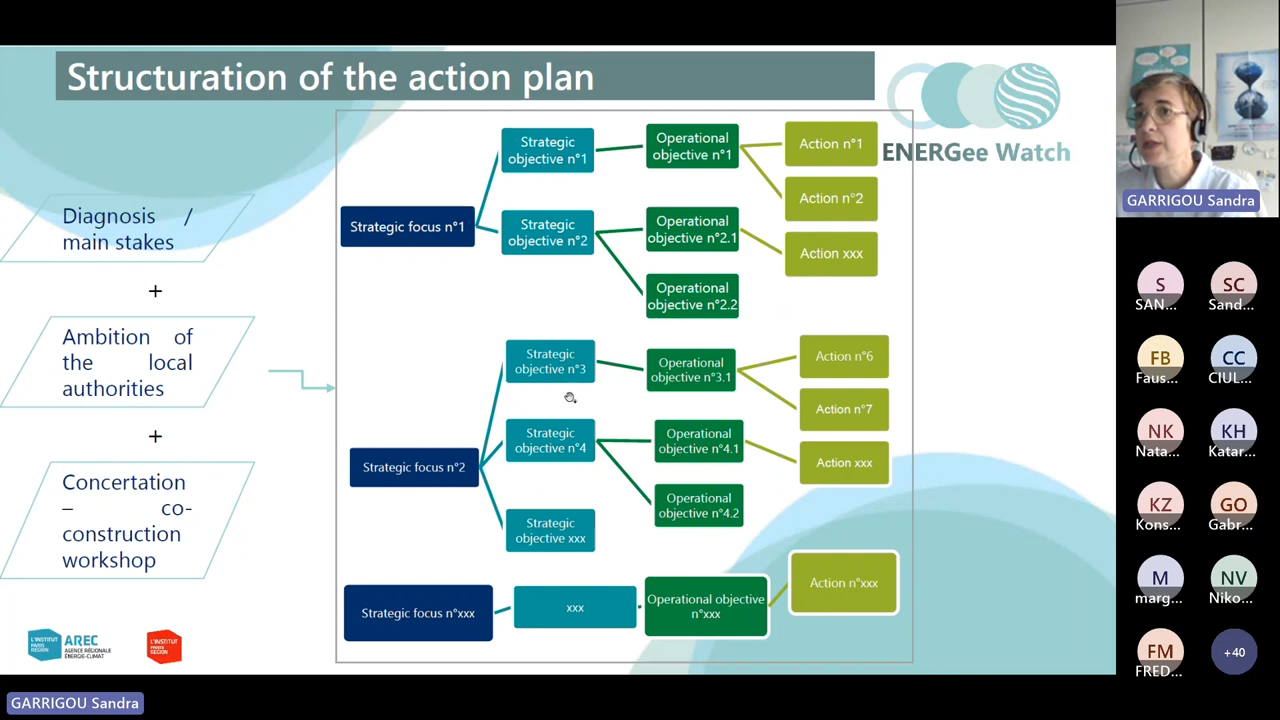 Structuration of the action plan
ENERGee Watch
Diagnosis /
main stakes
+
Ambition of
the local
authorities
+
Concertation
– co-
construction
workshop
Strategic focus n°1
Strategic
objective n°1
Operational
objective n°1
Action n°1
Action n°2
Strategic
objective n°2
Operational
objective n°2.1
Action xxx
Operational
objective n°2.2
Strategic focus n°2
Strategic
objective n°3
Operational
objective n°3.1
Action n°6
Action n°7
Strategic
objective n°4
Operational
objective n°4.1
Action xxx
Operational
objective n°4.2
Strategic
objective xxx
Strategic focus n°xxx
xxx
Operational objective
n°xxx
Action n°xxx
L'INSTITUT
PARIS
REGION
AREC
AGENCE RÉGIONALE
ÉNERGIE-CLIMAT
L'INSTITUT
PARIS
REGION
GARRIGOU Sandra
S
SAN...
SC
Sand...
FB
Faus...
CC
CIUL...
NK
Nata...
KH
Katar...
KZ
Kons...
GO
Gabr...
M
marg...
NV
Niko...
FM
FRED...
+40
GARRIGOU Sandra